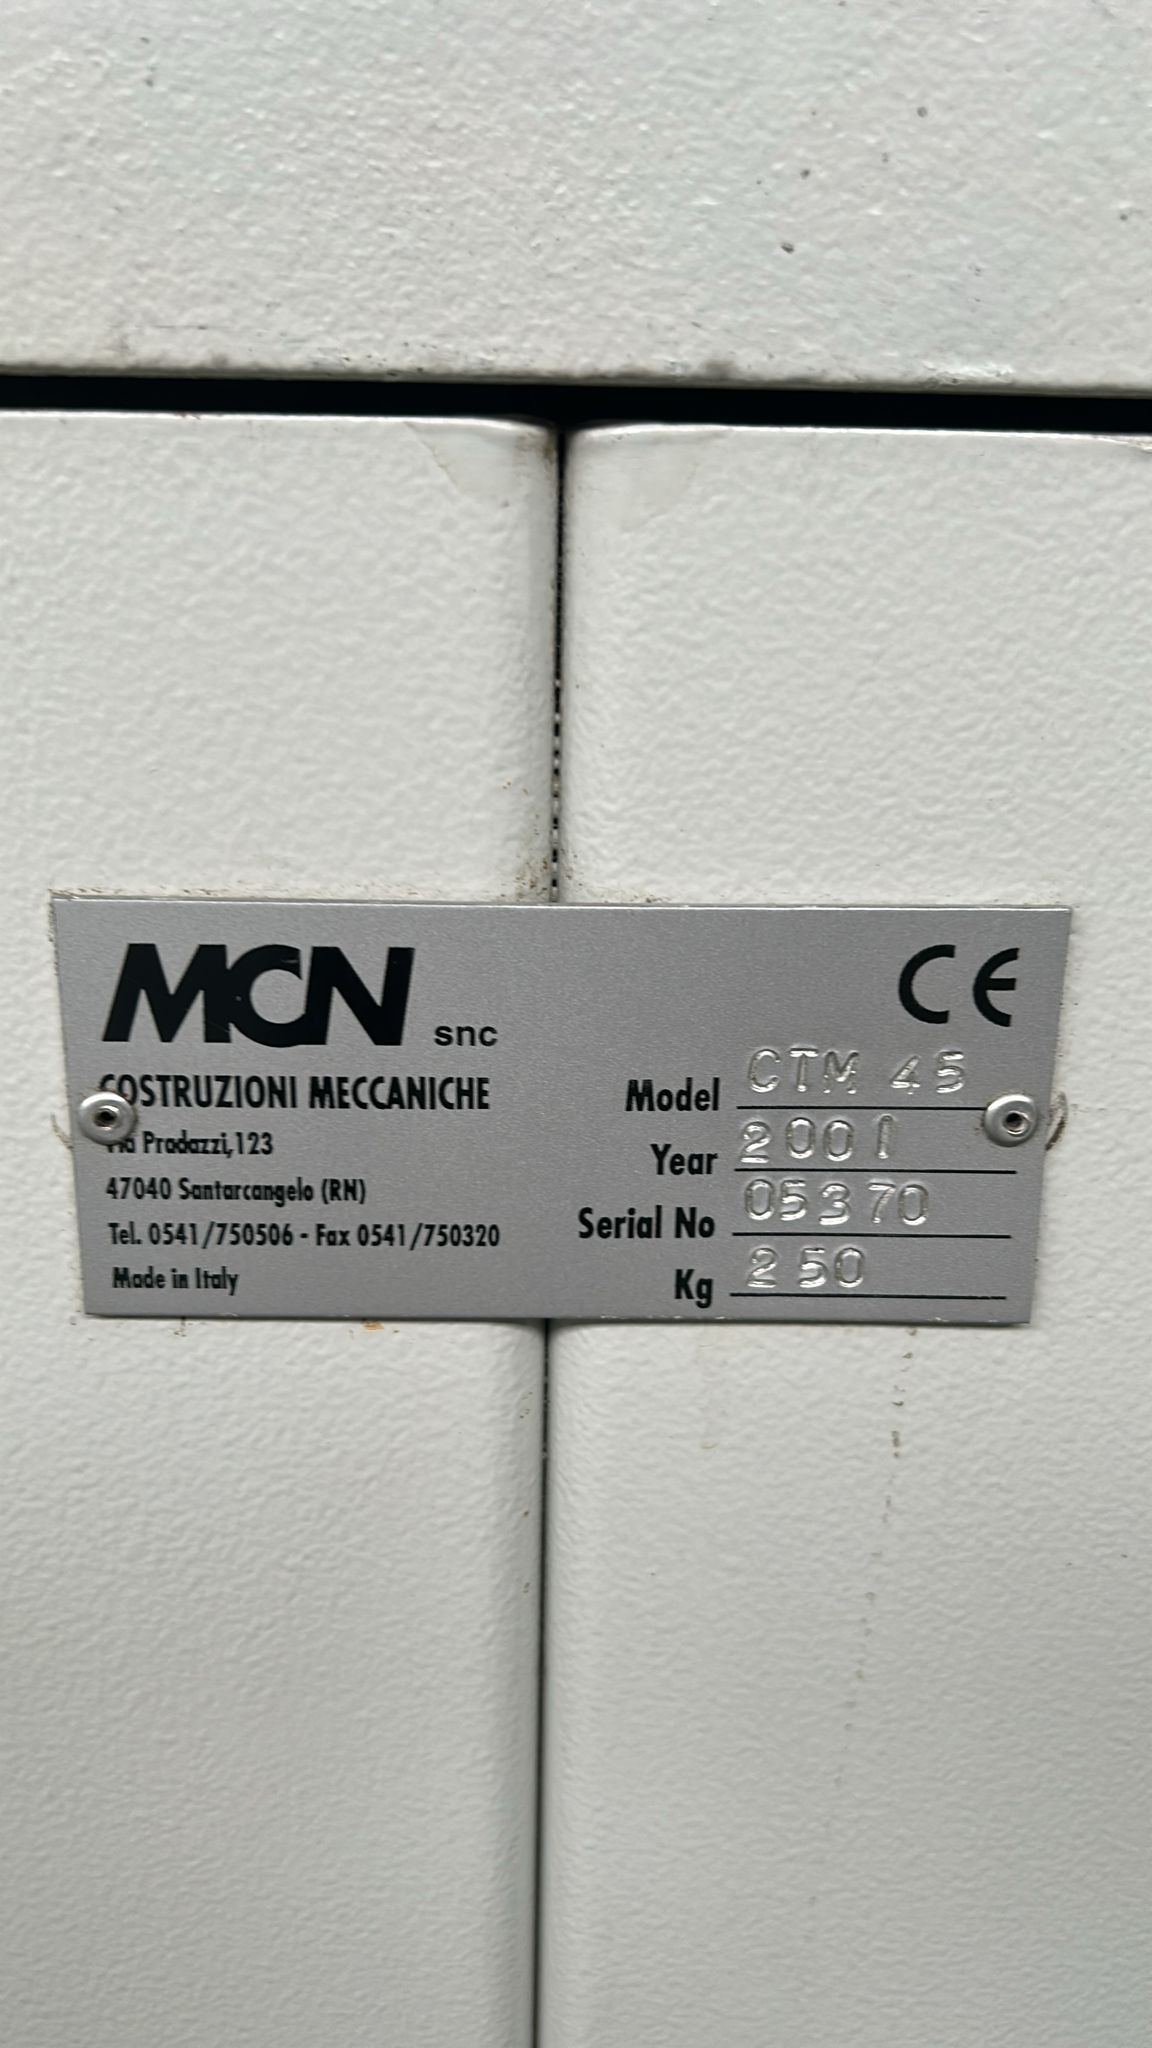 MCN snc
COSTRUZIONI MECCANICHE
Via Pradazzi,123
47040 Santarcangelo (RN)
Tel. 0541/750506 - Fax 0541/750320
Made in Italy
CE
Model CTM 45
Year 2001
Serial No 05370
Kg 250